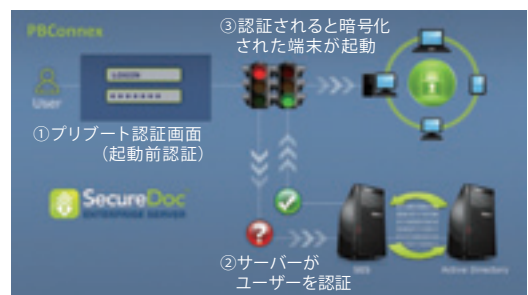 PBConnex
③認証されると暗号化
された端末が起動
LOGIN
*******
User
①プリブート認証画面
（起動前認証）
SecureDoc
ENTERPRISE SERVER
②サーバーが
ユーザーを認証
SES
Active Directory